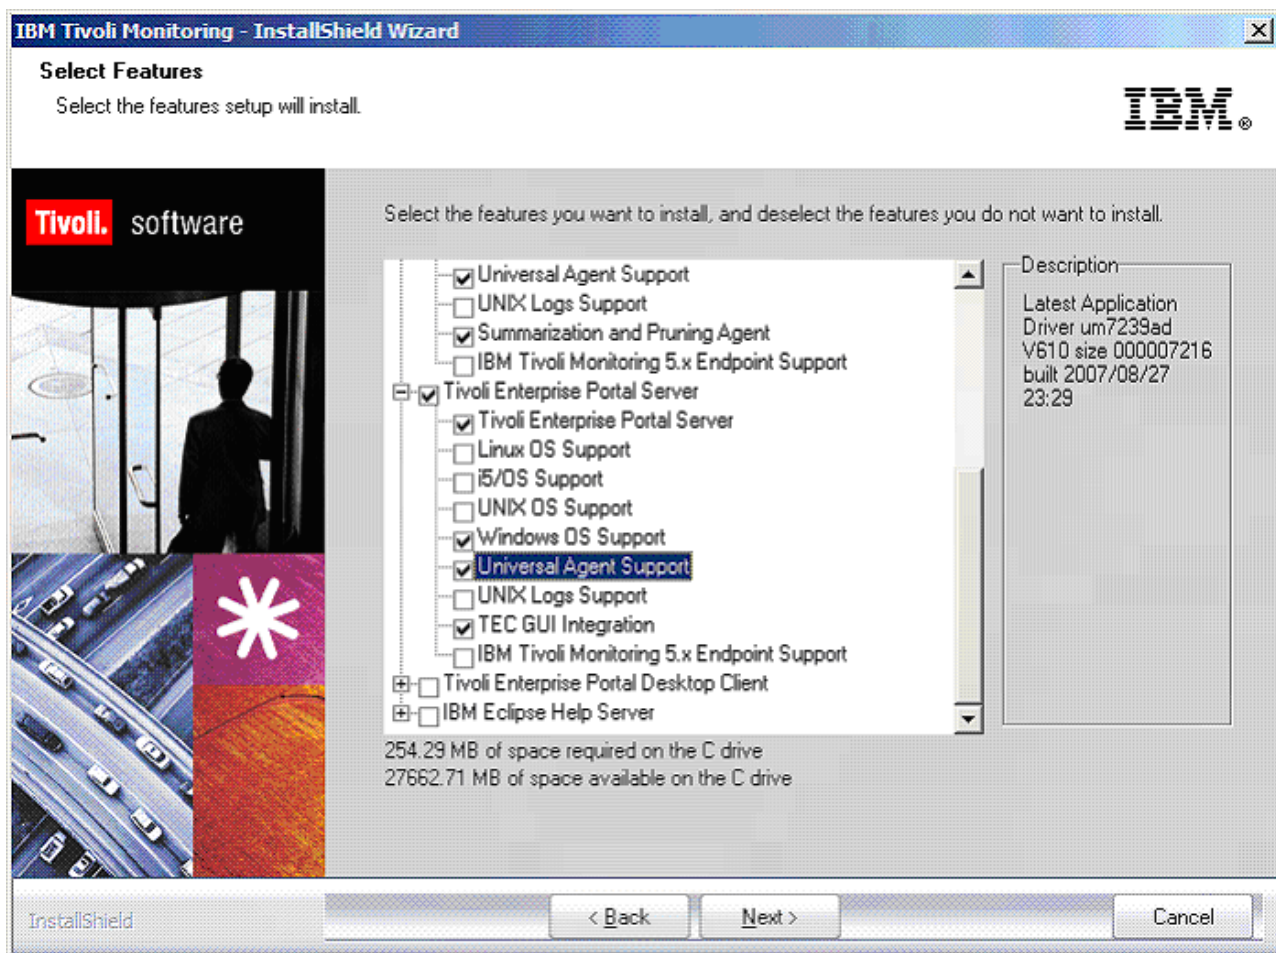 IBM Tivoli Monitoring - InstallShield Wizard
Select Features
Select the features setup will install.
IBM®
Tivoli. software
Select the features you want to install, and deselect the features you do not want to install.
Universal Agent Support
UNIX Logs Support
Summarization and Pruning Agent
IBM Tivoli Monitoring 5.x Endpoint Support
Tivoli Enterprise Portal Server
Tivoli Enterprise Portal Server
Linux OS Support
i5/OS Support
UNIX OS Support
Windows OS Support
Universal Agent Support
UNIX Logs Support
TEC GUI Integration
IBM Tivoli Monitoring 5.x Endpoint Support
Tivoli Enterprise Portal Desktop Client
IBM Eclipse Help Server
Description
Latest Application
Driver um7239ad
V610 size 000007216
built 2007/08/27
23:29
254.29 MB of space required on the C drive
27662.71 MB of space available on the C drive
InstallShield
< Back
Next >
Cancel